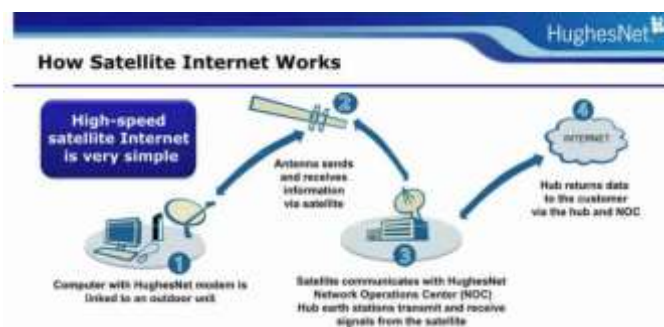 HughesNet
How Satellite Internet Works
High-speed
satellite Internet
is very simple
1
Computer with HughesNet modem is
linked to an outdoor unit
2
Antenna sends
and receives
information
via satellite
3
Satellite communicates with HughesNet
Network Operations Center (NOC)
Hub earth stations transmit and receive
signals from the satellite
4
INTERNET
Hub returns data
to the customer
via the hub and NOC